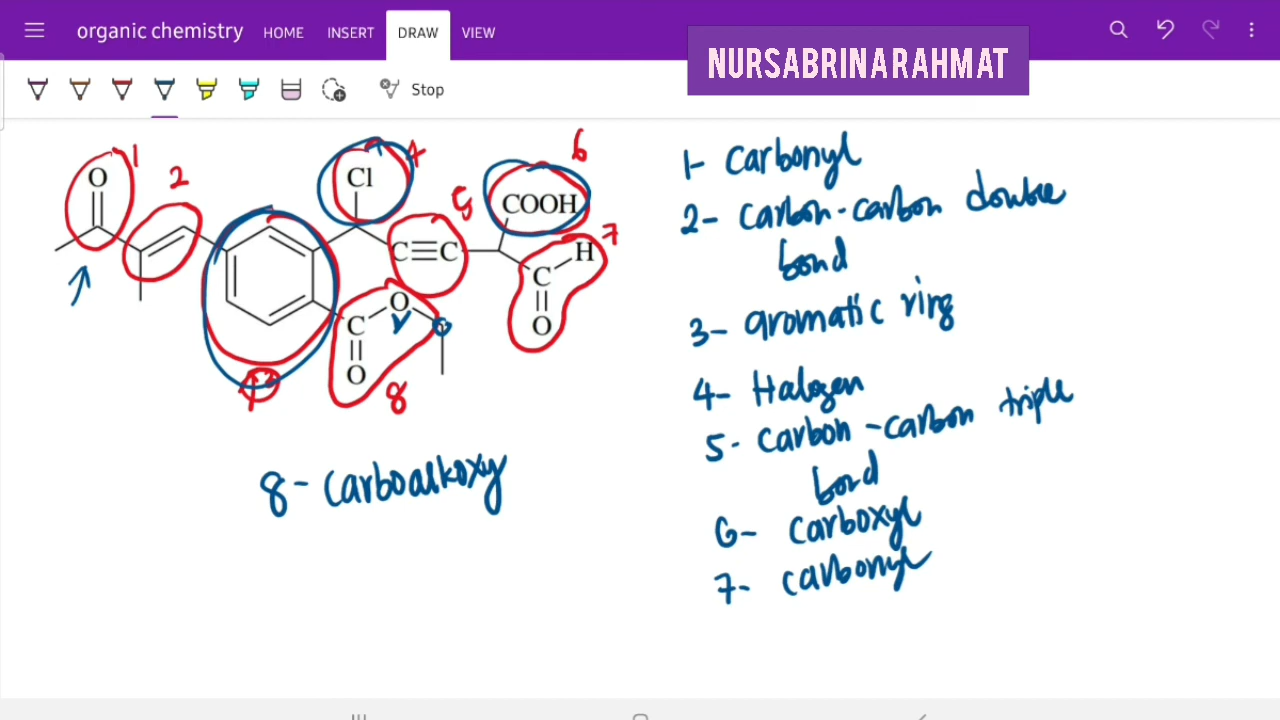 organic chemistry HOME INSERT DRAW VIEW
NURSABRINARAHMAT
Stop
O
1
2
Cl
4
5
6
COOH
C≡C
H
7
C
O
O
C
O
8
3
1- Carbonyl
2- carbon-carbon double
bond
3- aromatic ring
4- Halogen
5- carbon-carbon triple
bond
6- carboxyl
7- carbonyl
8- carboalkoxy